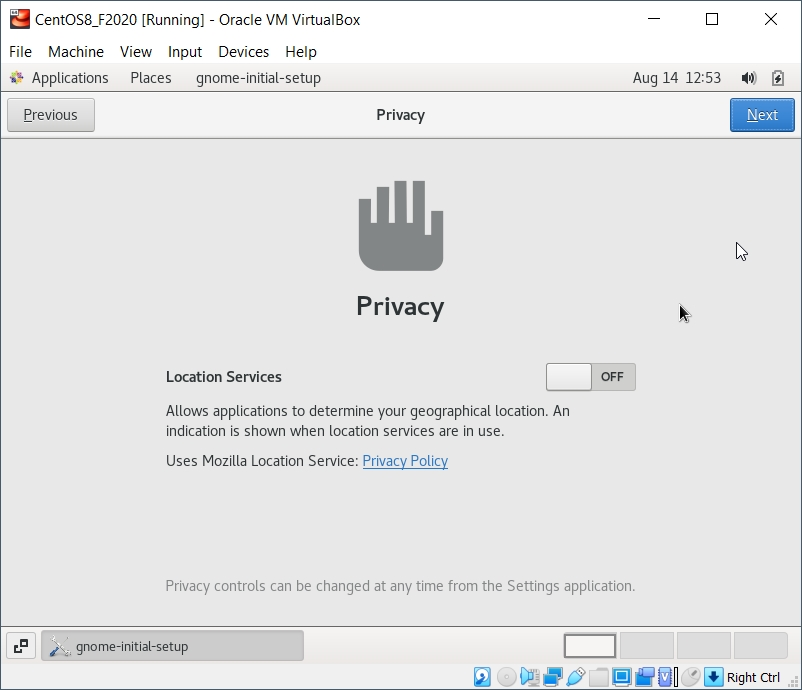 CentOS8_F2020 [Running] - Oracle VM VirtualBox
File Machine View Input Devices Help
Applications Places gnome-initial-setup Aug 14 12:53
Previous Privacy Next
Privacy
Location Services OFF
Allows applications to determine your geographical location. An
indication is shown when location services are in use.
Uses Mozilla Location Service: Privacy Policy
Privacy controls can be changed at any time from the Settings application.
gnome-initial-setup
Right Ctrl